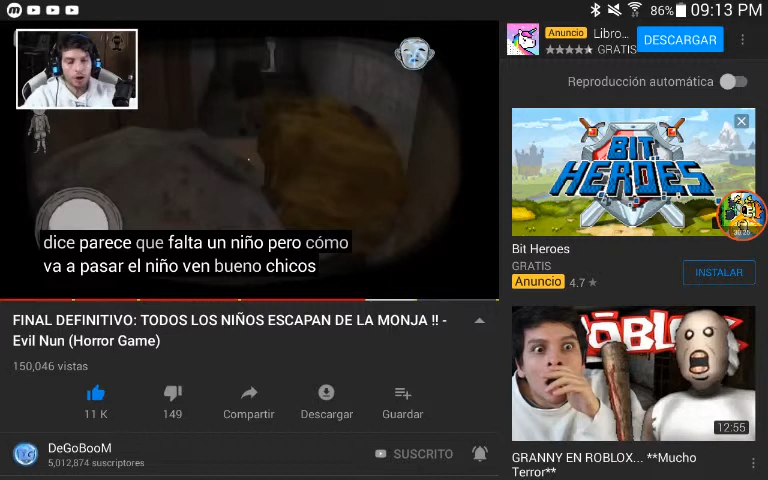 86% 09:13 PM
Anuncio Libro...
GRATIS
DESCARGAR
Reproducción automática
BIT
HEROES
30:26
Bit Heroes
GRATIS
Anuncio 4.7
INSTALAR
dice parece que falta un niño pero cómo
va a pasar el niño ven bueno chicos
FINAL DEFINITIVO: TODOS LOS NIÑOS ESCAPAN DE LA MONJA !! -
Evil Nun (Horror Game)
150,046 vistas
11 K
149
Compartir
Descargar
Guardar
DeGoBooM
5,012,874 suscriptores
SUSCRITO
ROBLO
12:55
GRANNY EN ROBLOX... **Mucho
Terror**